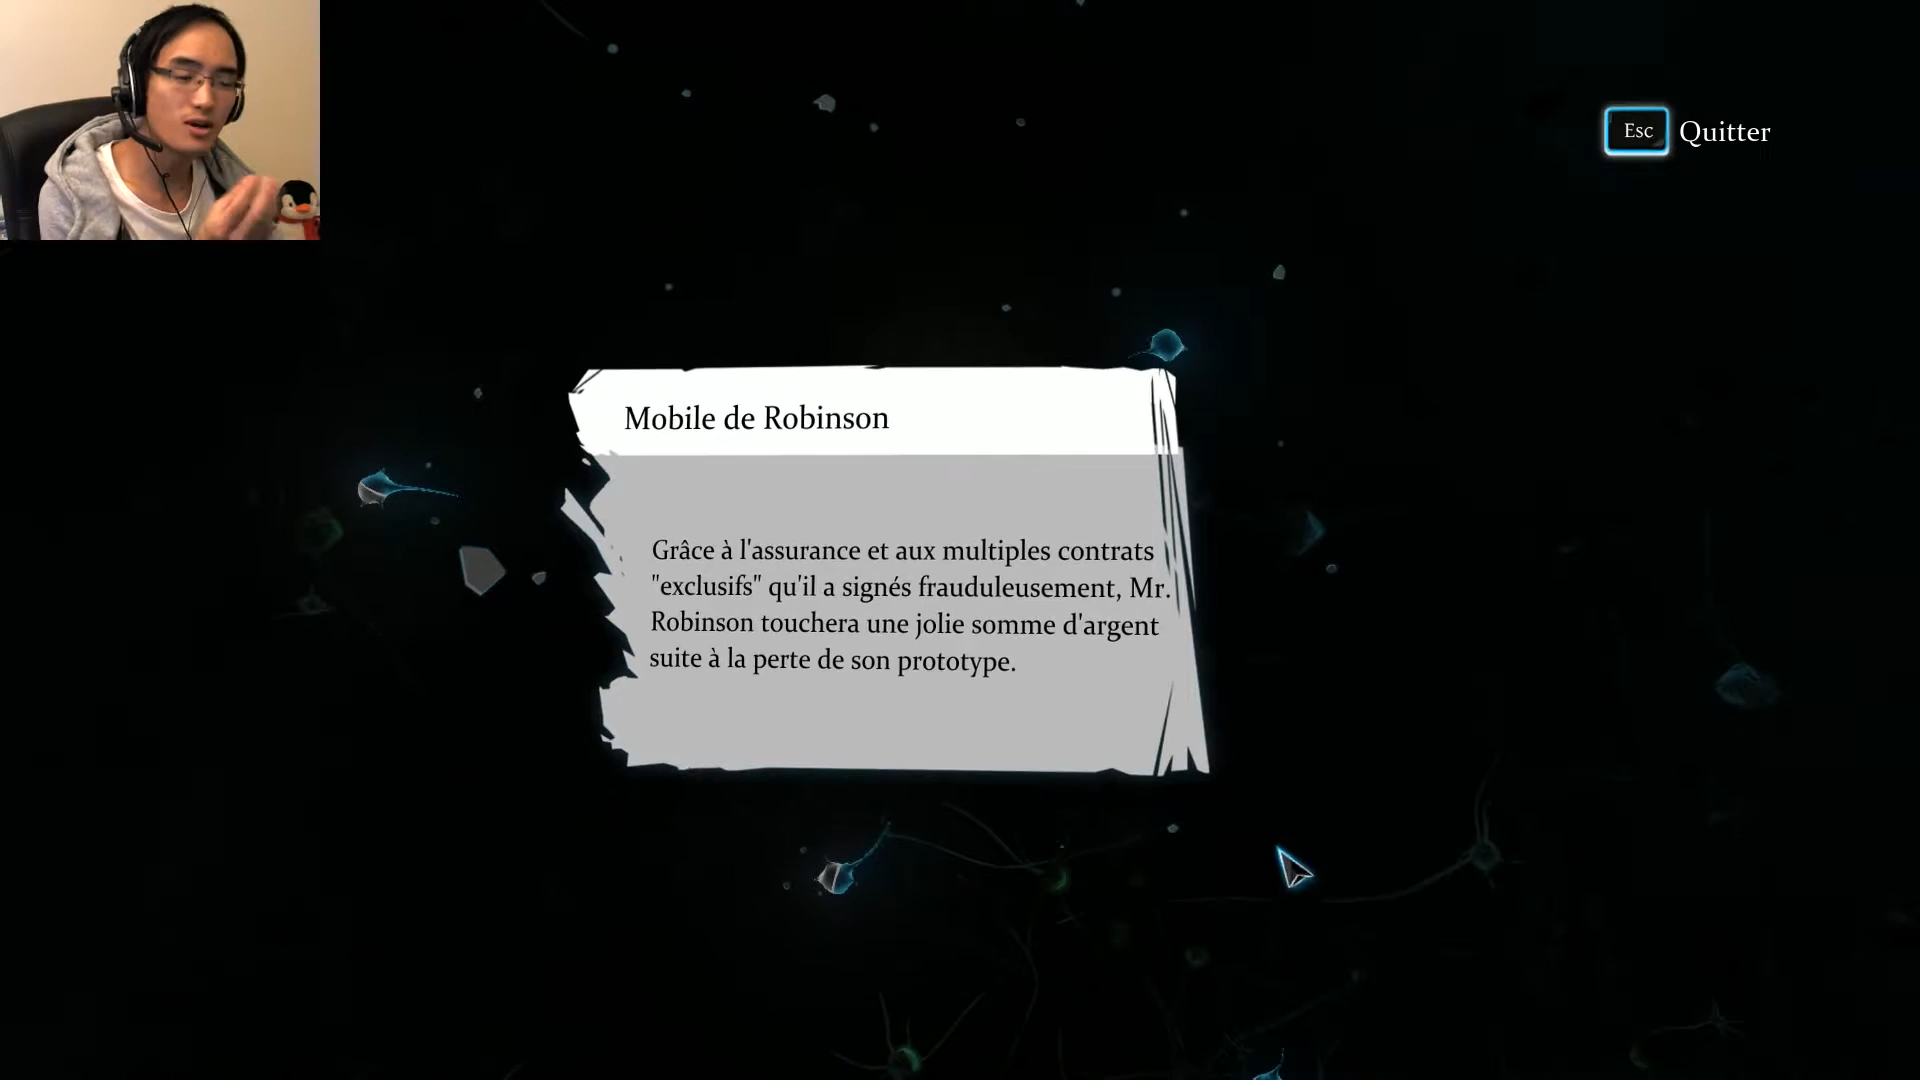 Esc Quitter
Mobile de Robinson
Grâce à l'assurance et aux multiples contrats
"exclusifs" qu'il a signés frauduleusement, Mr.
Robinson touchera une jolie somme d'argent
suite à la perte de son prototype.